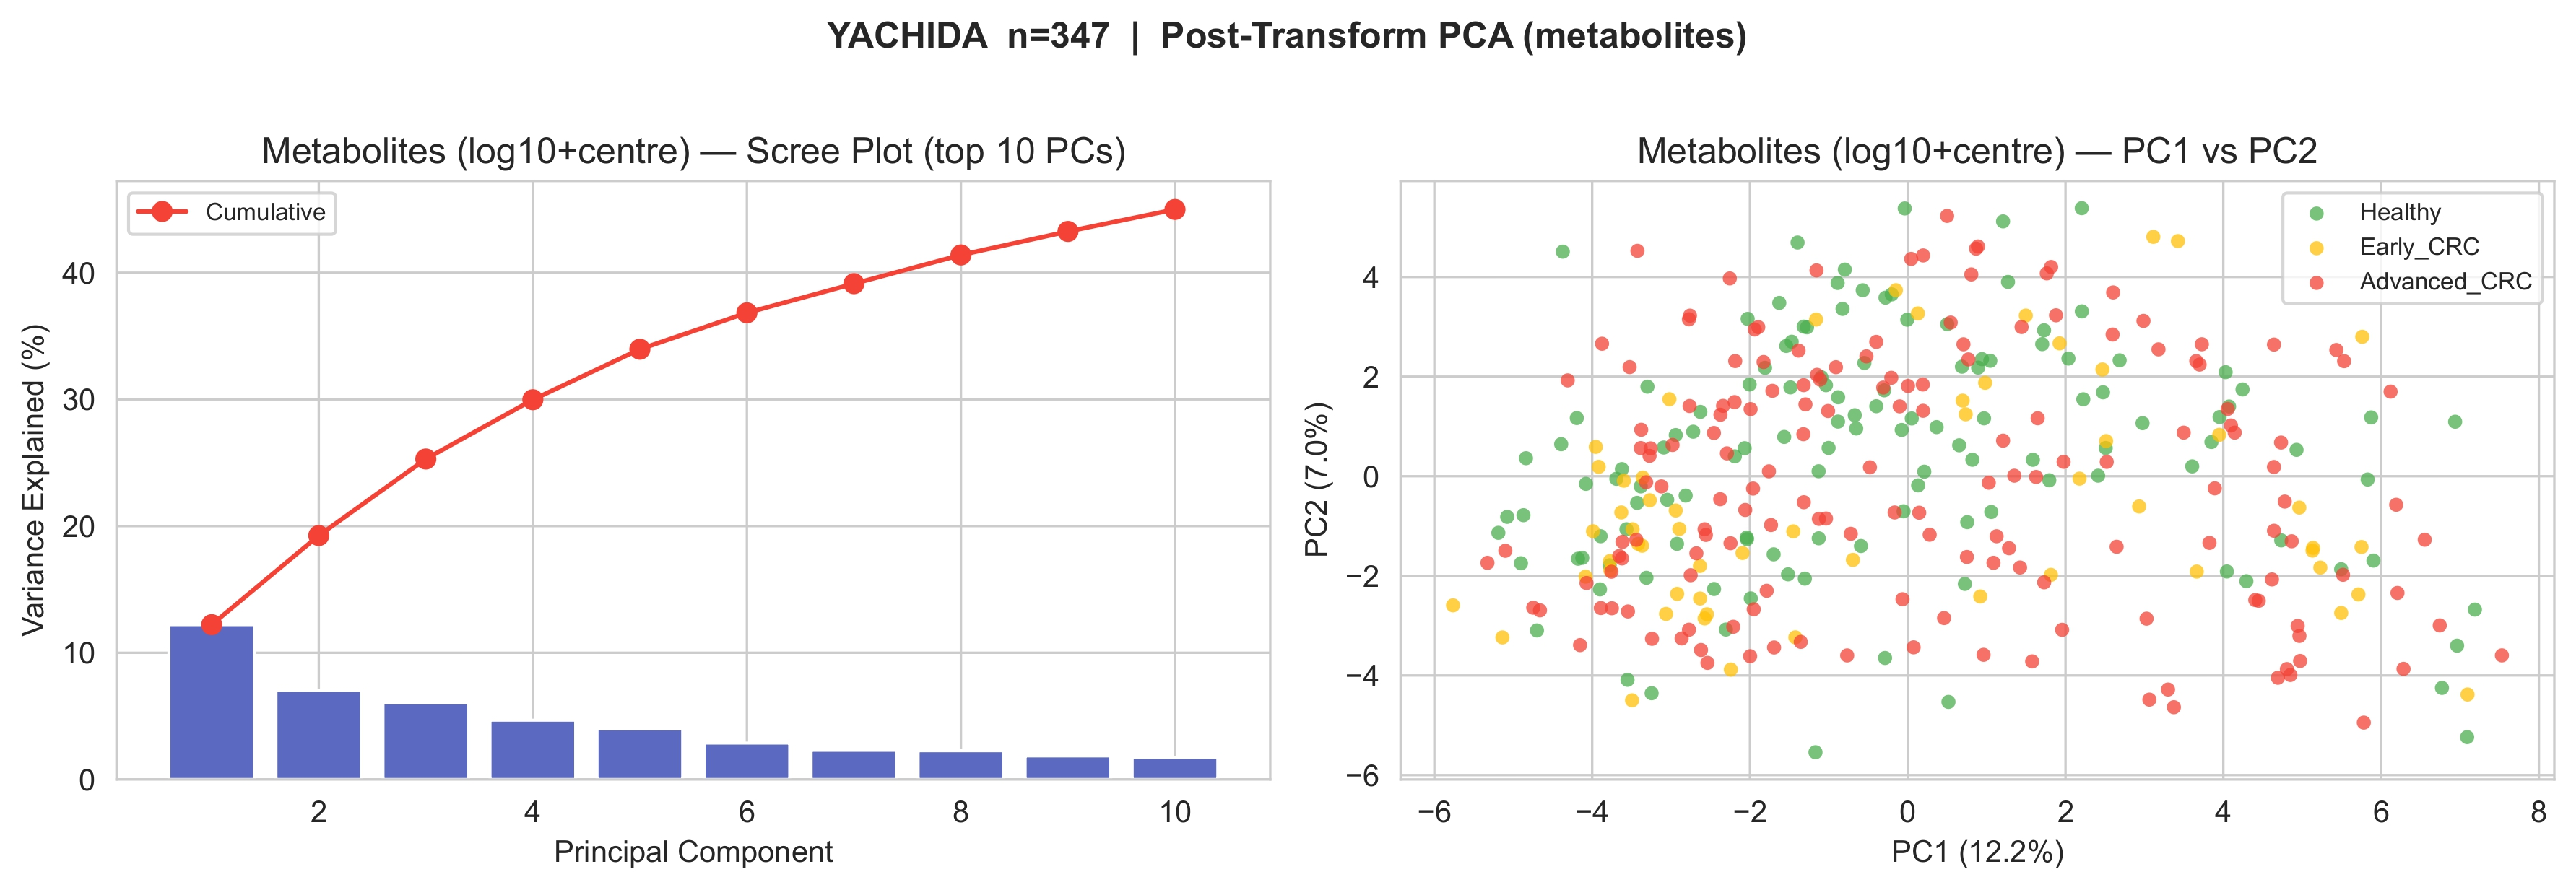 YACHIDA  n=347  |  Post-Transform PCA (metabolites)
Metabolites (log10+centre) — Scree Plot (top 10 PCs)
Cumulative
Variance Explained (%)
40
30
20
10
0
2
4
6
8
10
Principal Component
Metabolites (log10+centre) — PC1 vs PC2
Healthy
Early_CRC
Advanced_CRC
PC2 (7.0%)
4
2
0
−2
−4
−6
−6
−4
−2
0
2
4
6
8
PC1 (12.2%)